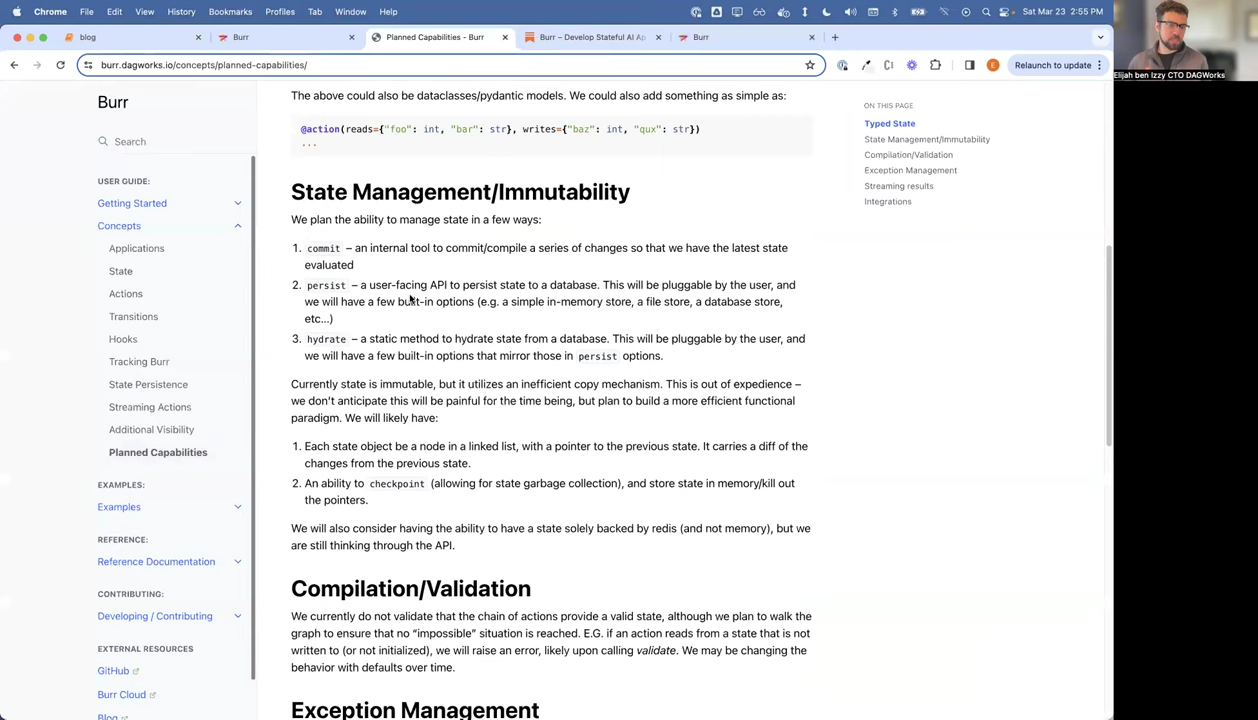 Chrome File Edit View History Bookmarks Profiles Tab Window Help
Sat Mar 23 2:55 PM
blog
Burr
Planned Capabilities - Burr
Burr – Develop Stateful AI Ap
Burr
burr.dagworks.io/concepts/planned-capabilities/
E
Relaunch to update
Elijah ben Izzy CTO DAGWorks
Burr
Search
USER GUIDE:
Getting Started
Concepts
Applications
State
Actions
Transitions
Hooks
Tracking Burr
State Persistence
Streaming Actions
Additional Visibility
Planned Capabilities
EXAMPLES:
Examples
REFERENCE:
Reference Documentation
CONTRIBUTING:
Developing / Contributing
EXTERNAL RESOURCES
GitHub
Burr Cloud
Blog
The above could also be dataclasses/pydantic models. We could also add something as simple as:
@action(reads={"foo": int, "bar": str}, writes={"baz": int, "qux": str})
...
State Management/Immutability
We plan the ability to manage state in a few ways:
1. commit – an internal tool to commit/compile a series of changes so that we have the latest state
evaluated
2. persist – a user-facing API to persist state to a database. This will be pluggable by the user, and
we will have a few built-in options (e.g. a simple in-memory store, a file store, a database store,
etc...)
3. hydrate – a static method to hydrate state from a database. This will be pluggable by the user, and
we will have a few built-in options that mirror those in persist options.
Currently state is immutable, but it utilizes an inefficient copy mechanism. This is out of expedience –
we don't anticipate this will be painful for the time being, but plan to build a more efficient functional
paradigm. We will likely have:
1. Each state object be a node in a linked list, with a pointer to the previous state. It carries a diff of the
changes from the previous state.
2. An ability to checkpoint (allowing for state garbage collection), and store state in memory/kill out
the pointers.
We will also consider having the ability to have a state solely backed by redis (and not memory), but we
are still thinking through the API.
Compilation/Validation
We currently do not validate that the chain of actions provide a valid state, although we plan to walk the
graph to ensure that no “impossible” situation is reached. E.G. if an action reads from a state that is not
written to (or not initialized), we will raise an error, likely upon calling validate. We may be changing the
behavior with defaults over time.
Exception Management
ON THIS PAGE
Typed State
State Management/Immutability
Compilation/Validation
Exception Management
Streaming results
Integrations